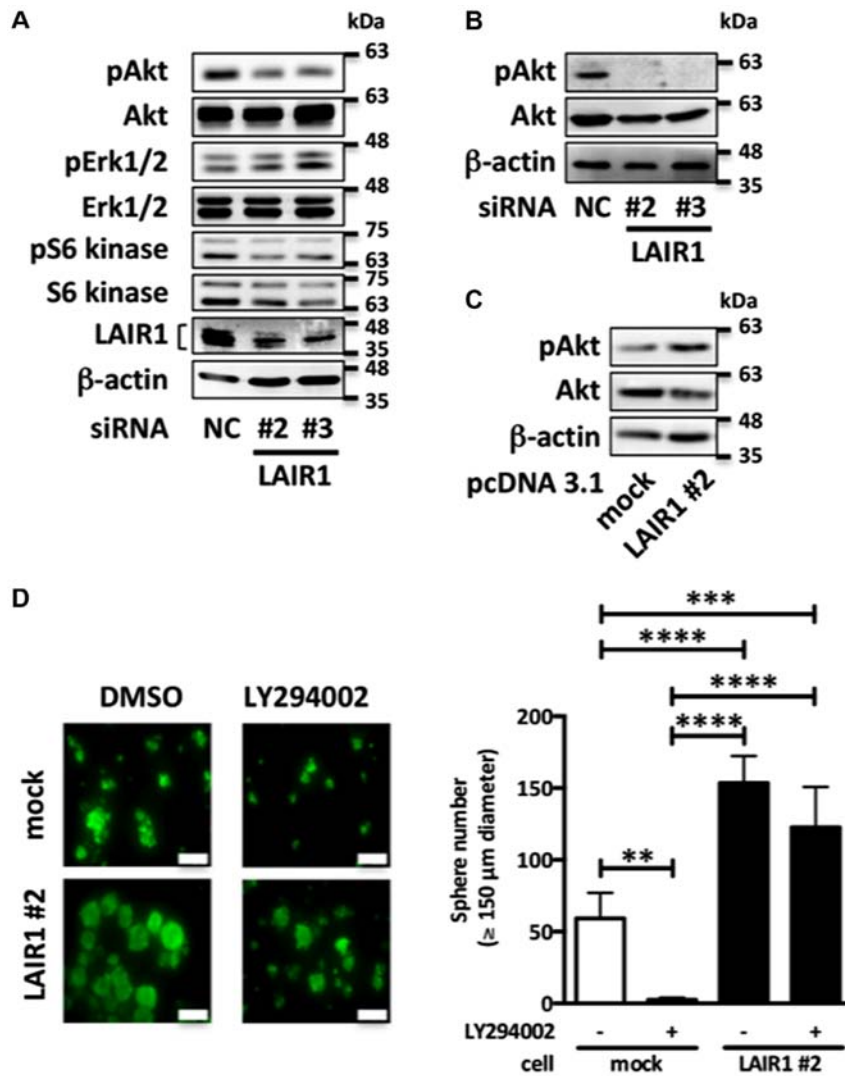 A
kDa
pAkt
63
Akt
63
pErk1/2
48
Erk1/2
48
pS6 kinase
75
63
S6 kinase
75
63
LAIR1
48
35
β-actin
48
35
siRNA NC #2 #3
LAIR1
B
kDa
pAkt
63
Akt
63
β-actin
48
35
siRNA NC #2 #3
LAIR1
C
kDa
pAkt
63
Akt
63
β-actin
48
35
pcDNA 3.1 mock LAIR1 #2
D
DMSO LY294002
mock
LAIR1 #2
***
****
****
****
**
Sphere number
(≥ 150 µm diameter)
200
150
100
50
0
LY294002 - + - +
cell mock LAIR1 #2